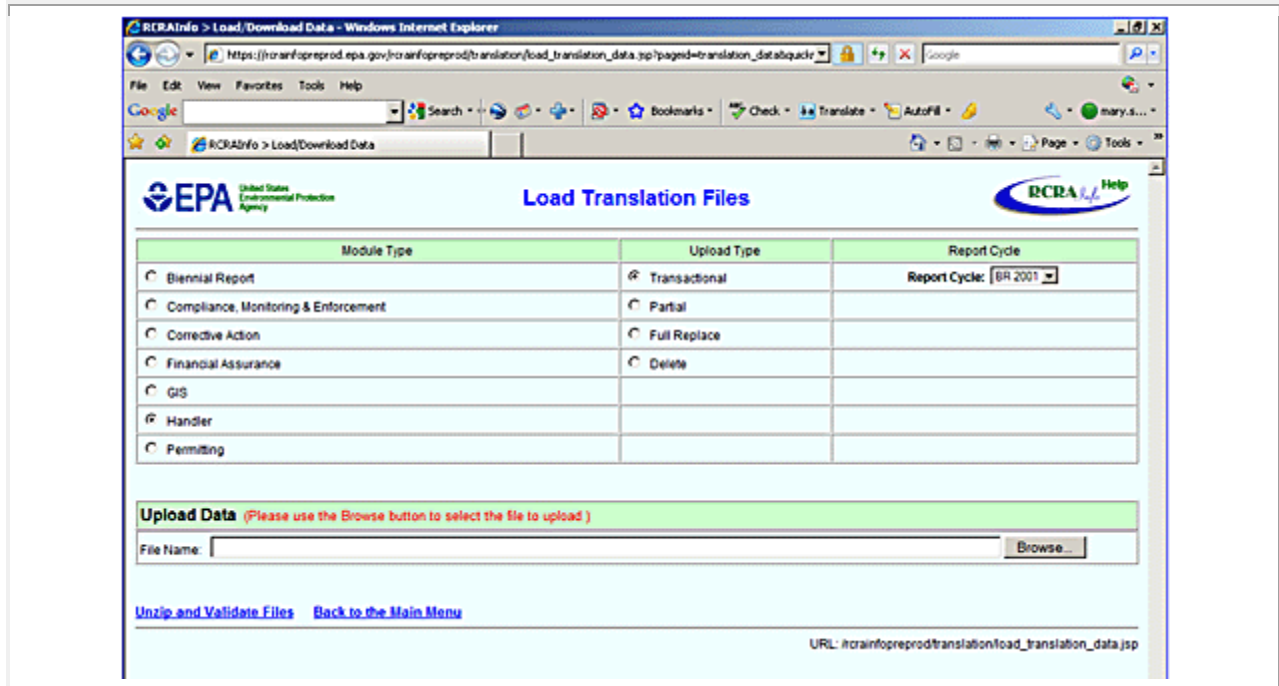 RCRAInfo > Load/Download Data - Windows Internet Explorer
https://rcrainfopreprod.epa.gov/rcrainfopreprod/translation/load_translation_data.jsp?pageid=translation_data&quickr
Google
File Edit View Favorites Tools Help
Google Search Bookmarks Check Translate AutoFill mary.s...
RCRAInfo > Load/Download Data Page Tools
EPA United States Environmental Protection Agency Load Translation Files RCRAInfo Help
Module Type Upload Type Report Cycle
Biennial Report Transactional Report Cycle: BR 2001
Compliance, Monitoring & Enforcement Partial
Corrective Action Full Replace
Financial Assurance Delete
GIS
Handler
Permitting
Upload Data (Please use the Browse button to select the file to upload )
File Name: Browse...
Unzip and Validate Files Back to the Main Menu
URL: /rcrainfopreprod/translation/load_translation_data.jsp